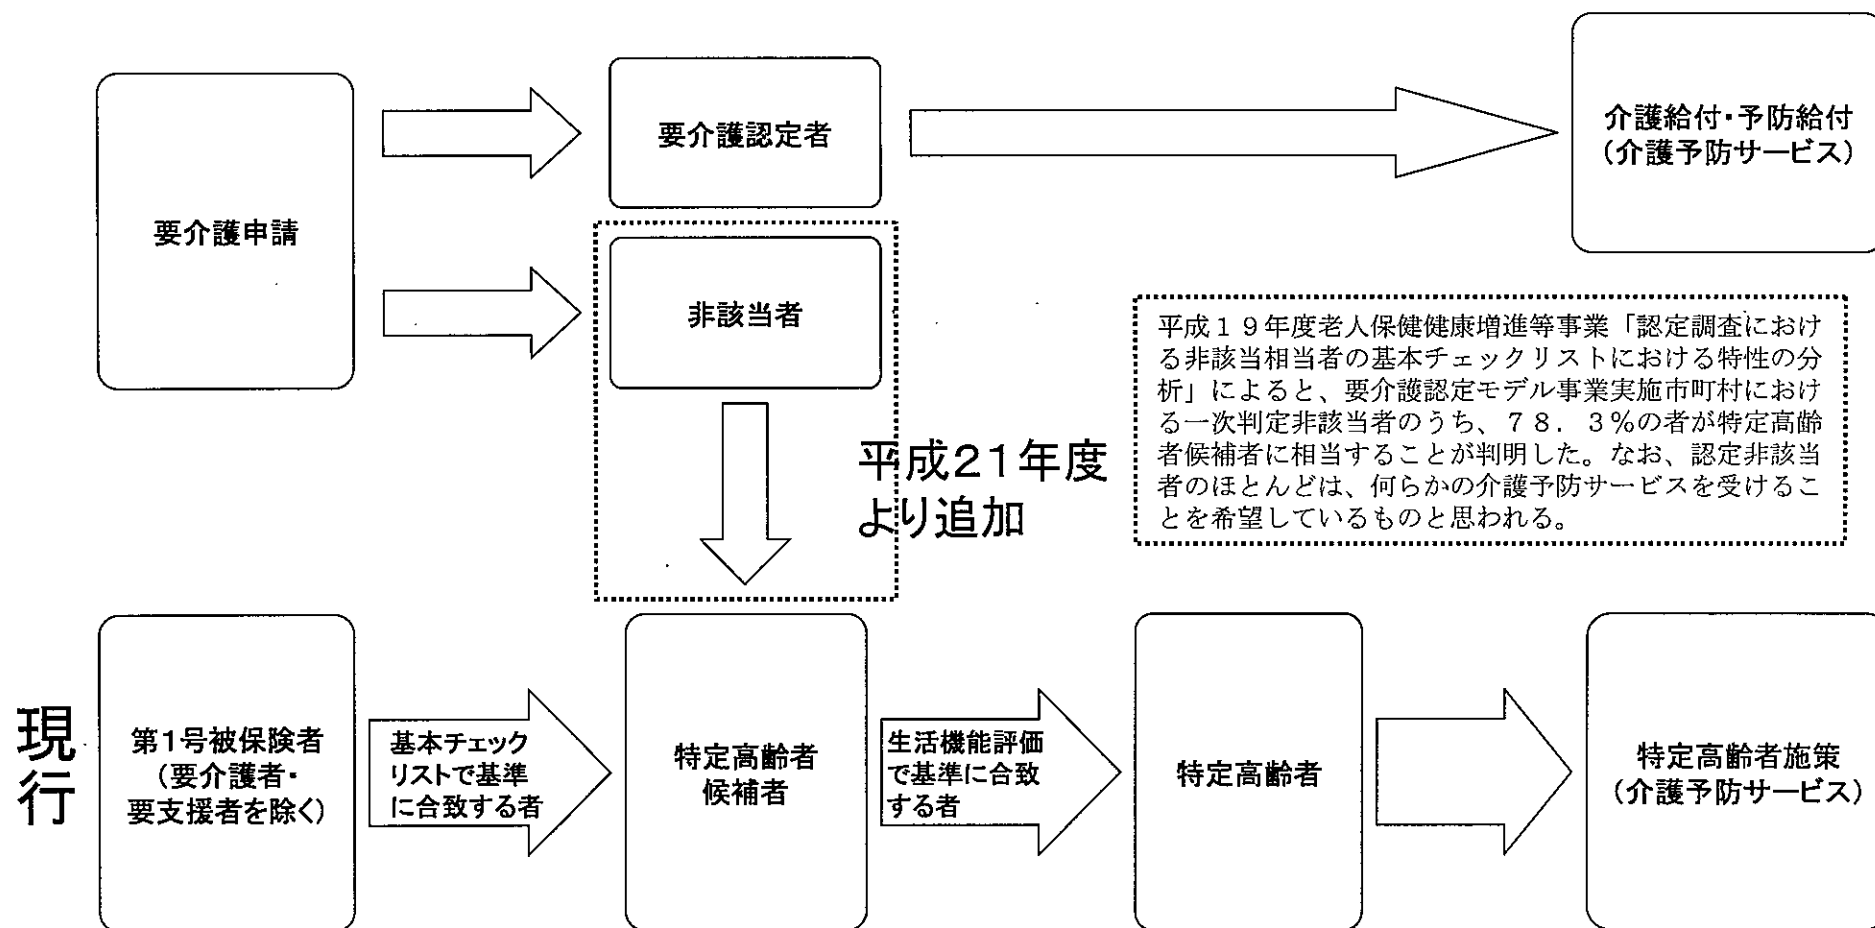 要介護申請
要介護認定者
介護給付・予防給付
(介護予防サービス)
非該当者
平成21年度
より追加
平成19年度老人保健健康増進等事業「認定調査におけ
る非該当相当者の基本チェックリストにおける特性の分
析」によると、要介護認定モデル事業実施市町村におけ
る一次判定非該当者のうち、78.3%の者が特定高齢
者候補者に相当することが判明した。なお、認定非該当
者のほとんどは、何らかの介護予防サービスを受けるこ
とを希望しているものと思われる。
現行
第1号被保険者
(要介護者・
要支援者を除く)
基本チェック
リストで基準
に合致する者
特定高齢者
候補者
生活機能評価
で基準に合致
する者
特定高齢者
特定高齢者施策
(介護予防サービス)